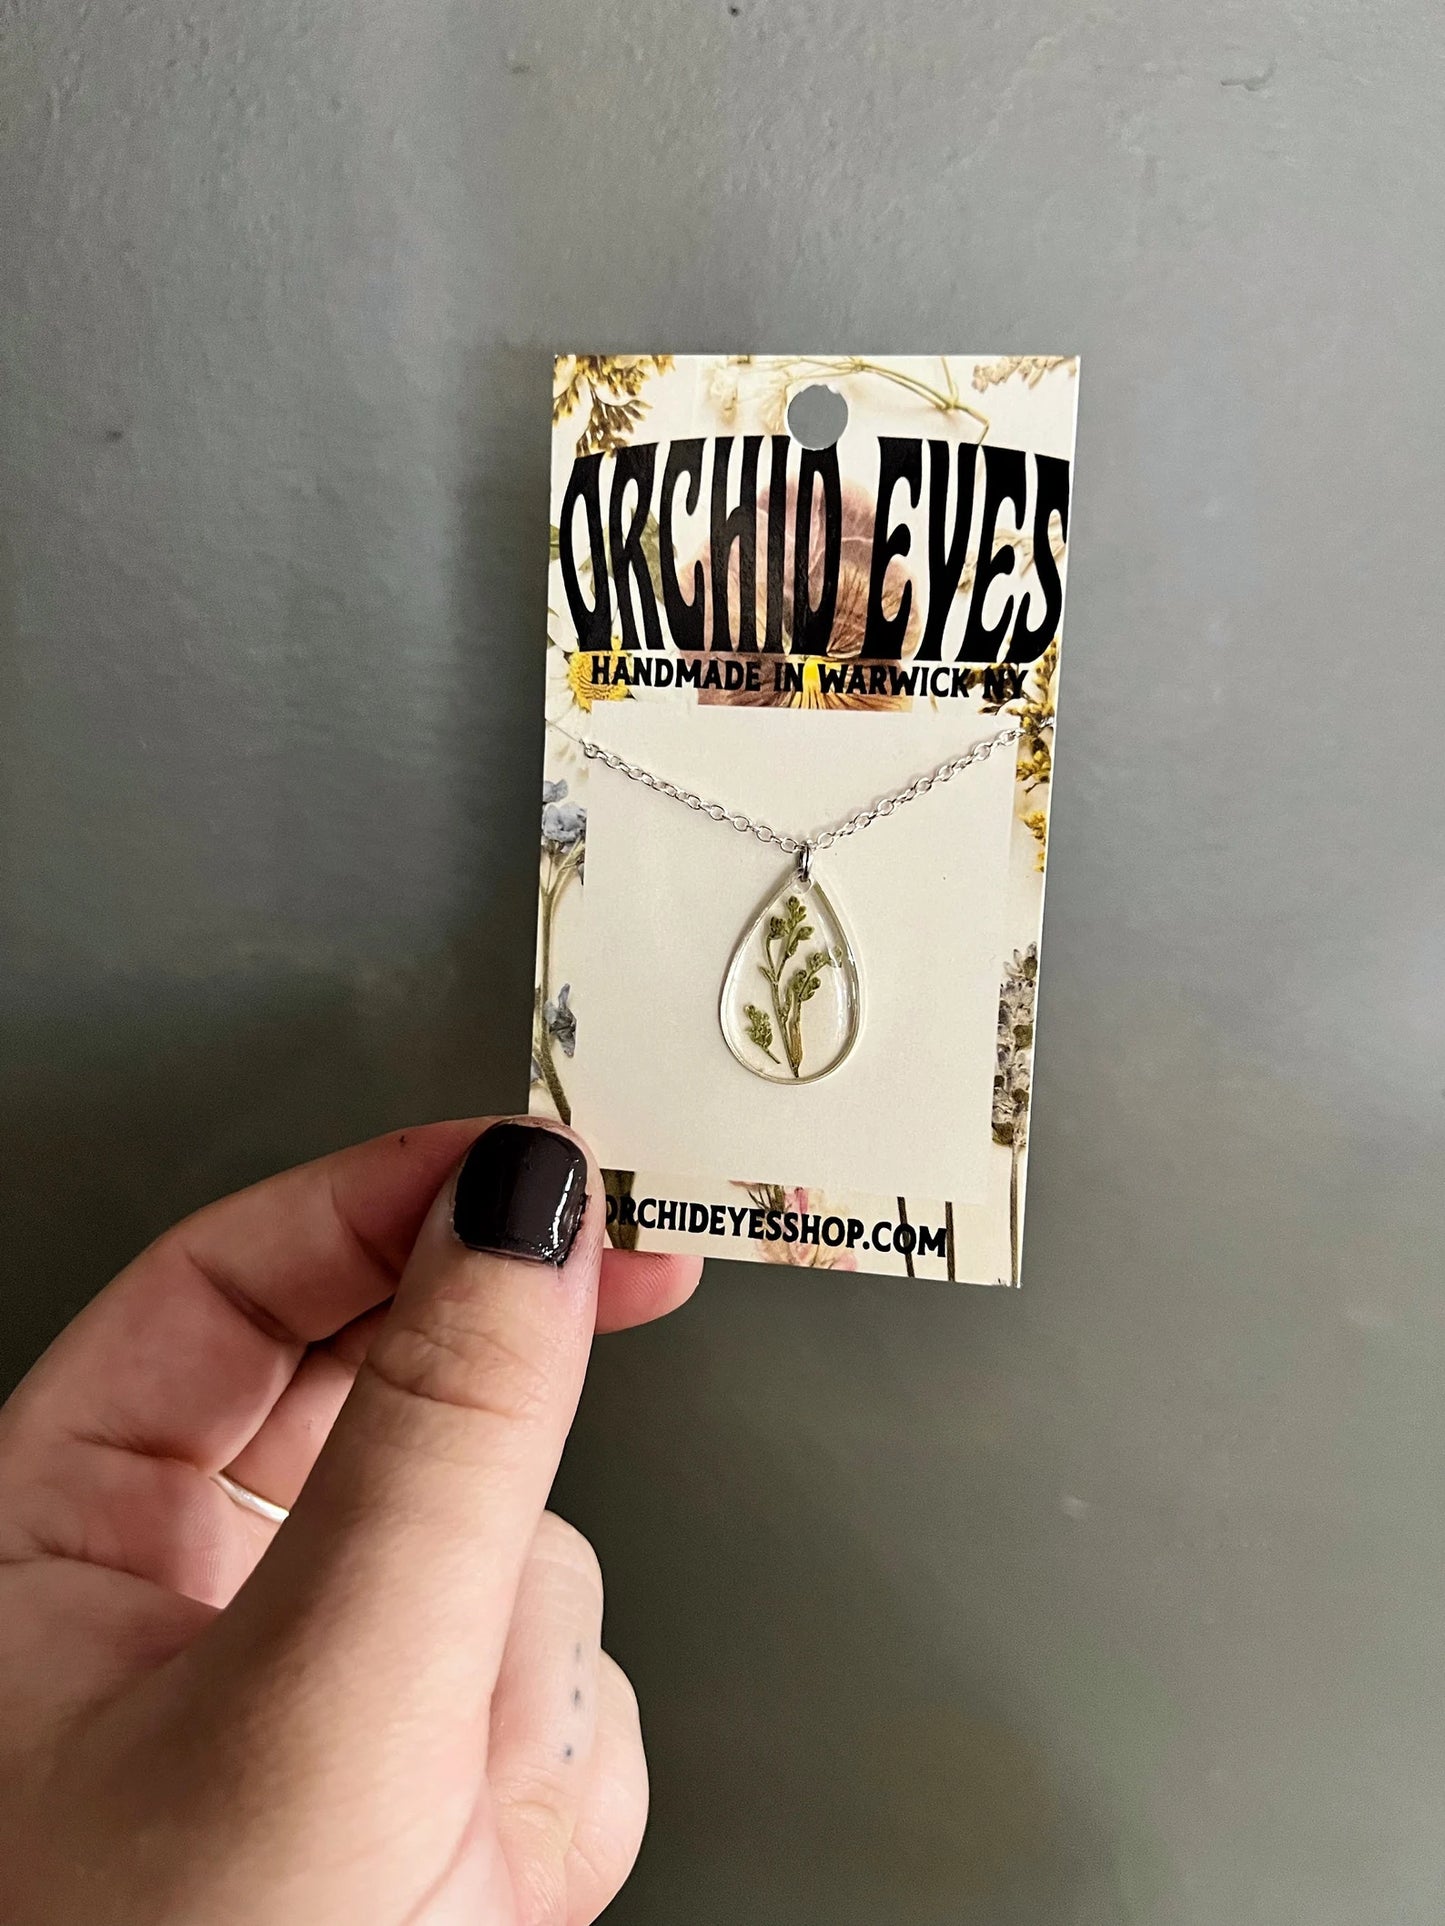 ORCHID EYES
HANDMADE IN WARWICK NY
ORCHIDEYESSHOP.COM